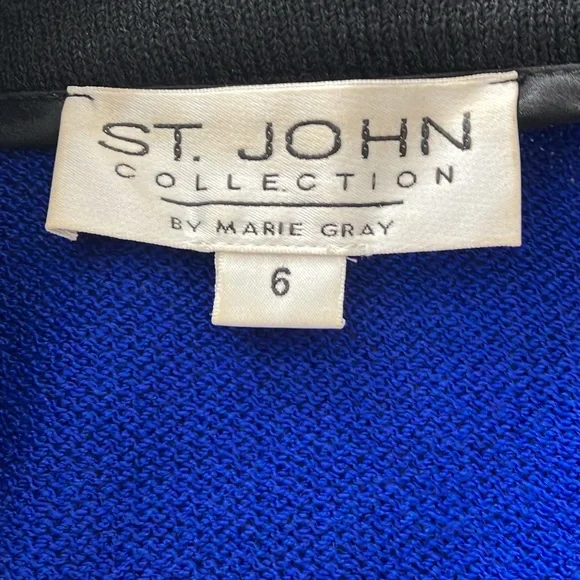 ST. JOHN
COLLECTION
BY MARIE GRAY
6